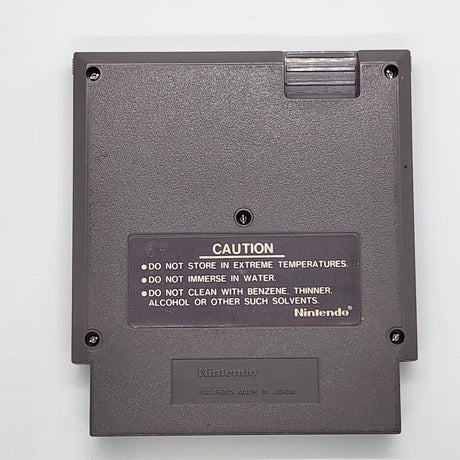 CAUTION
●DO NOT STORE IN EXTREME TEMPERATURES.
●DO NOT IMMERSE IN WATER.
●DO NOT CLEAN WITH BENZENE, THINNER,
ALCOHOL OR OTHER SUCH SOLVENTS.
Nintendo®
Nintendo
PAT. PEND. MADE IN JAPAN